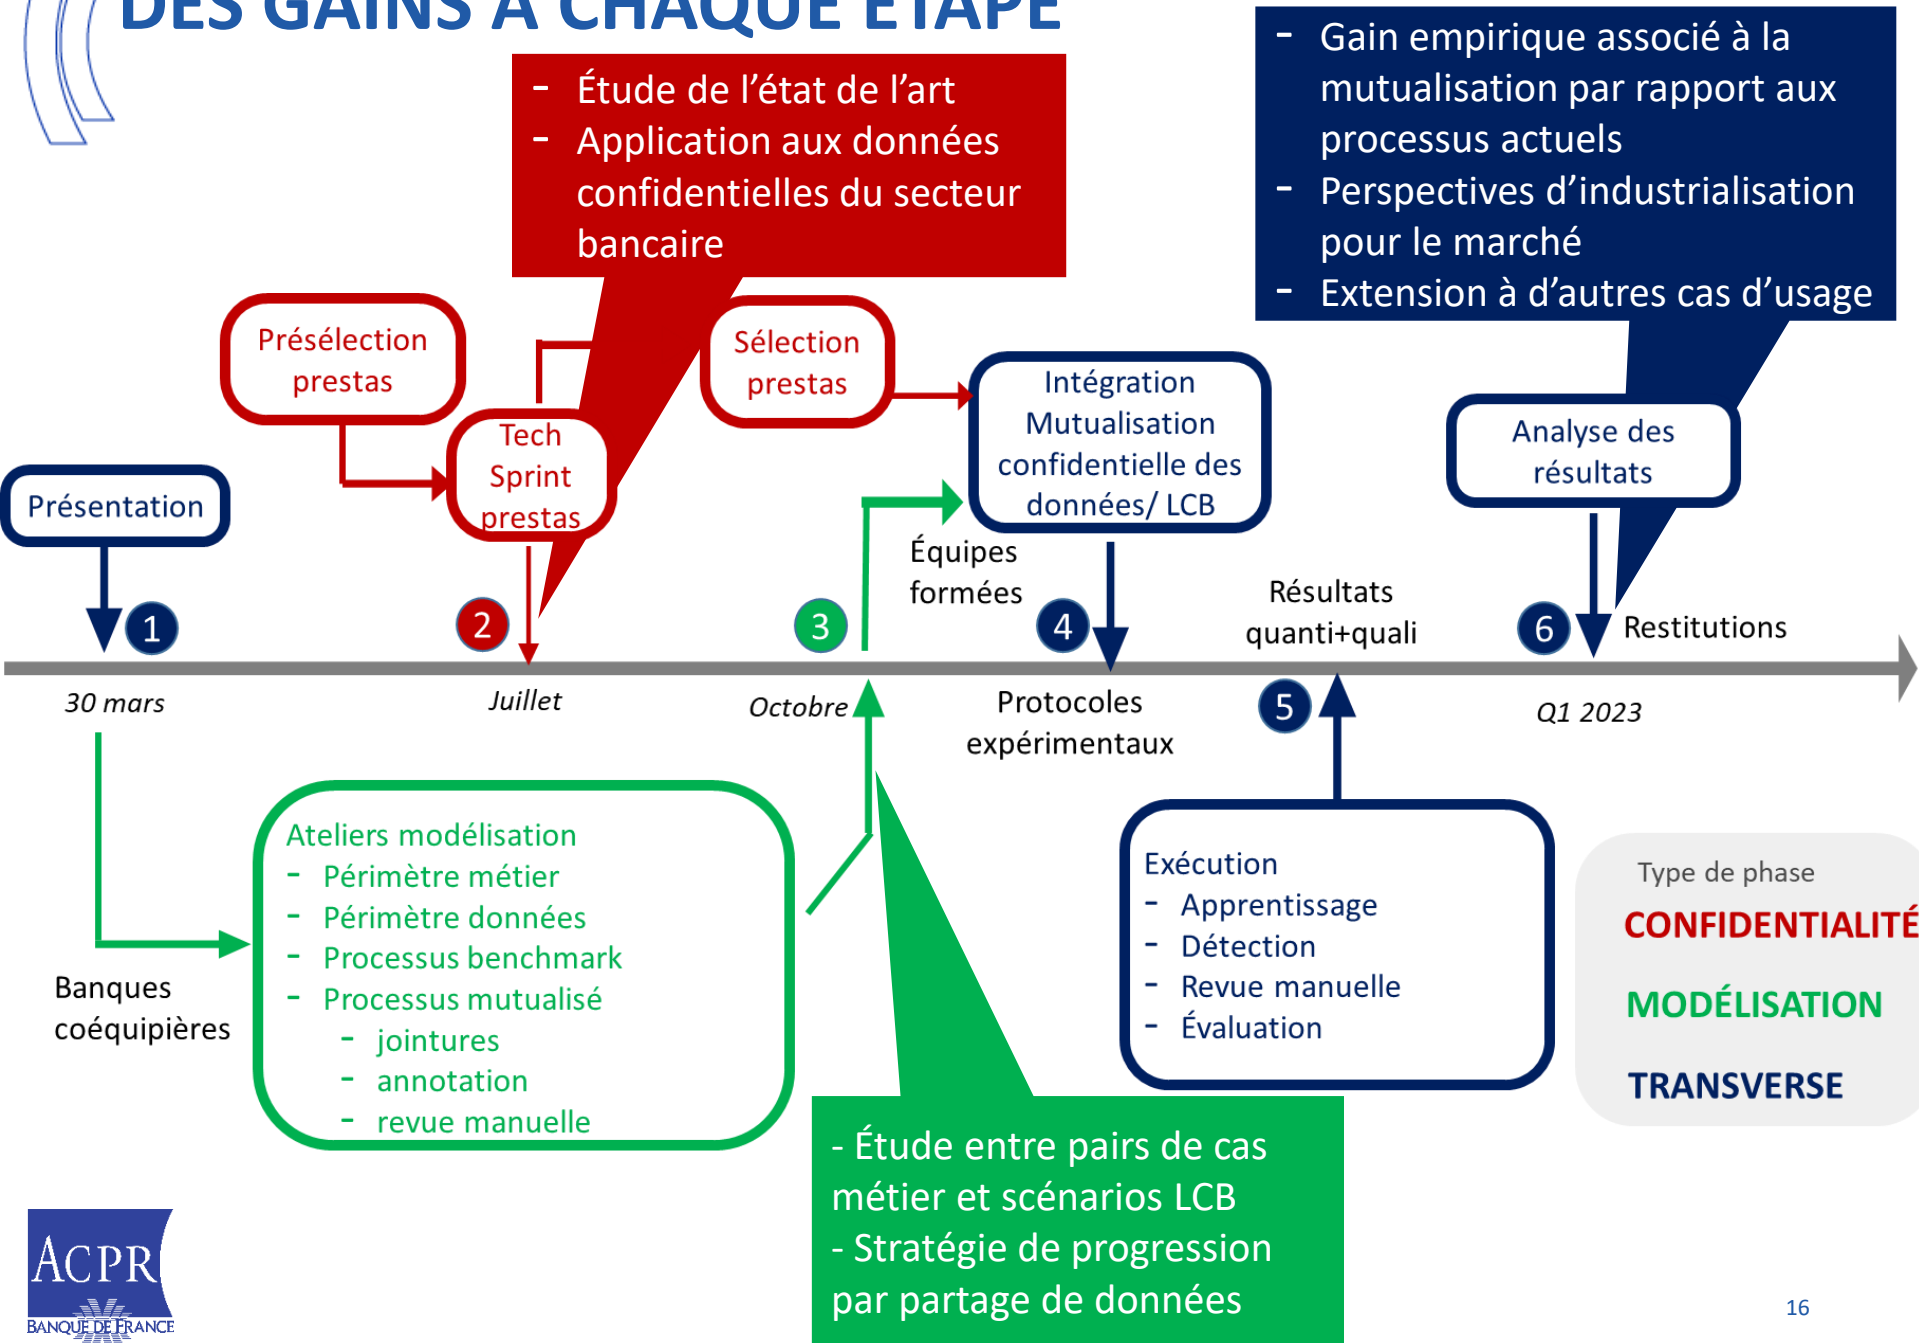 DES GAINS À CHAQUE ÉTAPE
- Étude de l’état de l’art
- Application aux données
confidentielles du secteur
bancaire
- Gain empirique associé à la
mutualisation par rapport aux
processus actuels
- Perspectives d’industrialisation
pour le marché
- Extension à d’autres cas d’usage
Présélection
prestas
Tech
Sprint
prestas
Sélection
prestas
Intégration
Mutualisation
confidentielle des
données/ LCB
Analyse des
résultats
Présentation
Équipes
formées
Résultats
quanti+quali
Restitutions
1
2
3
4
6
30 mars
Juillet
Octobre
Protocoles
expérimentaux
5
Q1 2023
Banques
coéquipières
Ateliers modélisation
- Périmètre métier
- Périmètre données
- Processus benchmark
- Processus mutualisé
- jointures
- annotation
- revue manuelle
Exécution
- Apprentissage
- Détection
- Revue manuelle
- Évaluation
Type de phase
CONFIDENTIALITÉ
MODÉLISATION
TRANSVERSE
- Étude entre pairs de cas
métier et scénarios LCB
- Stratégie de progression
par partage de données
ACPR
BANQUE DE FRANCE
16